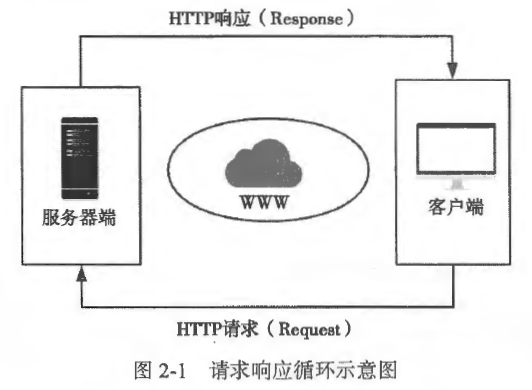 HTTP响应（Response）
服务器端
WWW
客户端
HTTP请求（Request）
图 2-1 请求响应循环示意图